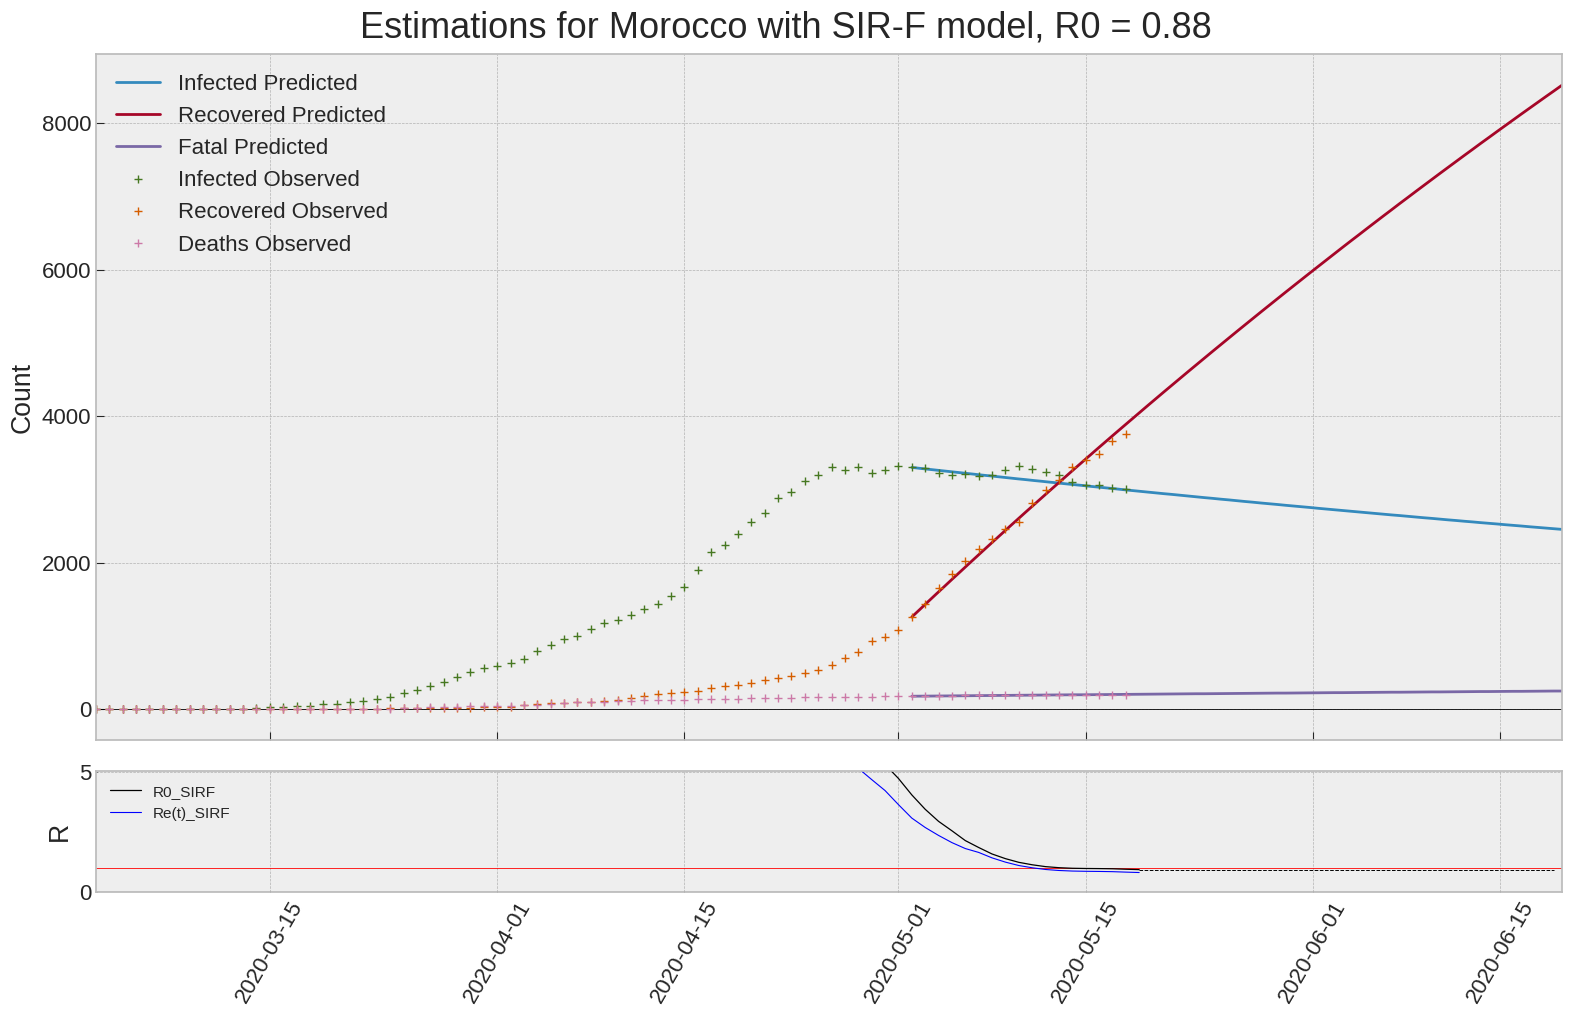 Estimations for Morocco with SIR-F model, R0 = 0.88
Infected Predicted
Recovered Predicted
Fatal Predicted
Infected Observed
Recovered Observed
Deaths Observed
8000
6000
4000
2000
0
Count
5
0
R
R0_SIRF
Re(t)_SIRF
2020-03-15
2020-04-01
2020-04-15
2020-05-01
2020-05-15
2020-06-01
2020-06-15